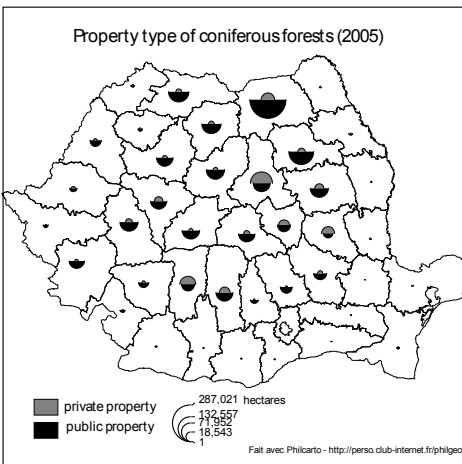 Property type of coniferous forests (2005)
private property
public property
287,021 hectares
132,557
71,952
18,543
1
Fait avec Philcarto - http://perso.club-internet.fr/philgeo